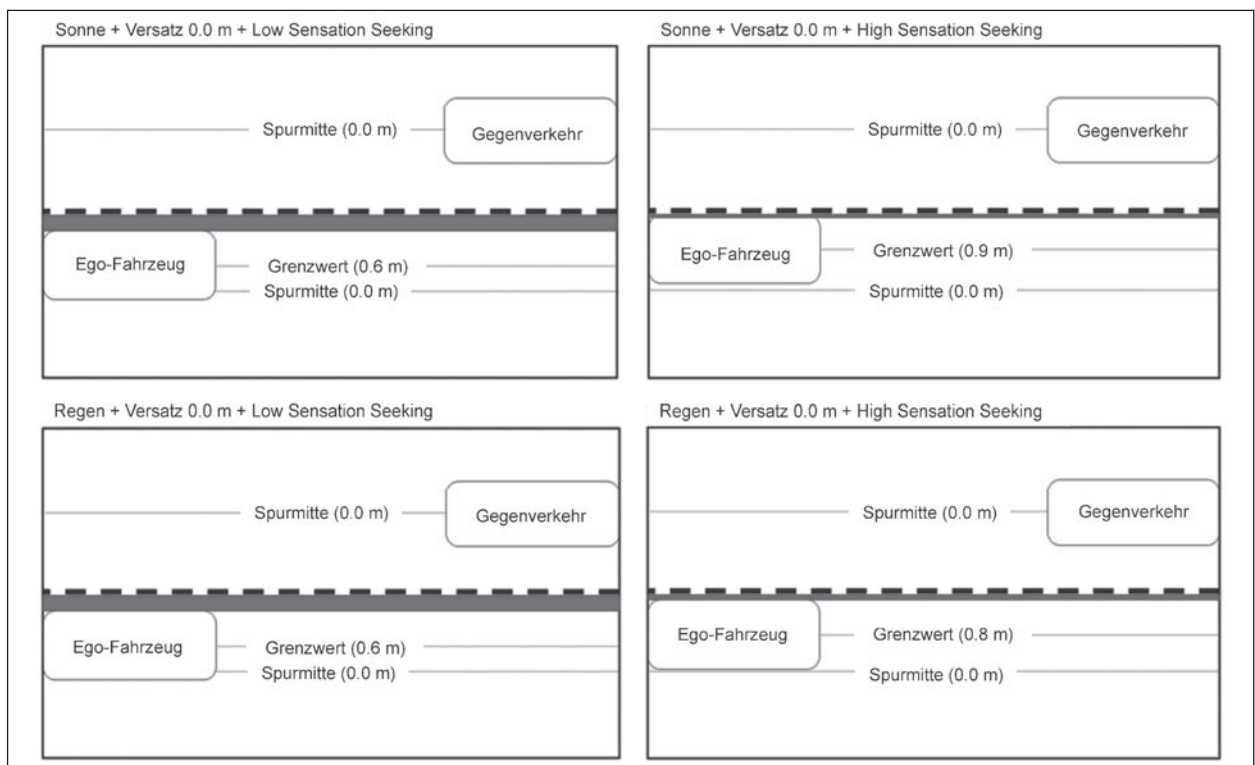 Sonne + Versatz 0.0 m + Low Sensation Seeking
Spurmitte (0.0 m)
Gegenverkehr
Ego-Fahrzeug
Grenzwert (0.6 m)
Spurmitte (0.0 m)
Sonne + Versatz 0.0 m + High Sensation Seeking
Spurmitte (0.0 m)
Gegenverkehr
Ego-Fahrzeug
Grenzwert (0.9 m)
Spurmitte (0.0 m)
Regen + Versatz 0.0 m + Low Sensation Seeking
Spurmitte (0.0 m)
Gegenverkehr
Ego-Fahrzeug
Grenzwert (0.6 m)
Spurmitte (0.0 m)
Regen + Versatz 0.0 m + High Sensation Seeking
Spurmitte (0.0 m)
Gegenverkehr
Ego-Fahrzeug
Grenzwert (0.8 m)
Spurmitte (0.0 m)